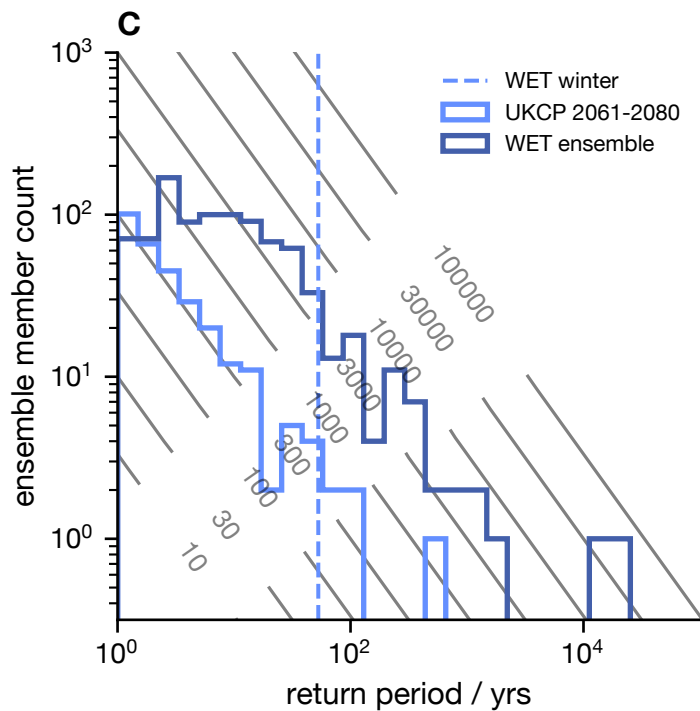 C
10³
10²
10¹
10⁰
ensemble member count
WET winter
UKCP 2061-2080
WET ensemble
100000
30000
10000
3000
1000
300
100
30
10
10⁰
10²
10⁴
return period / yrs